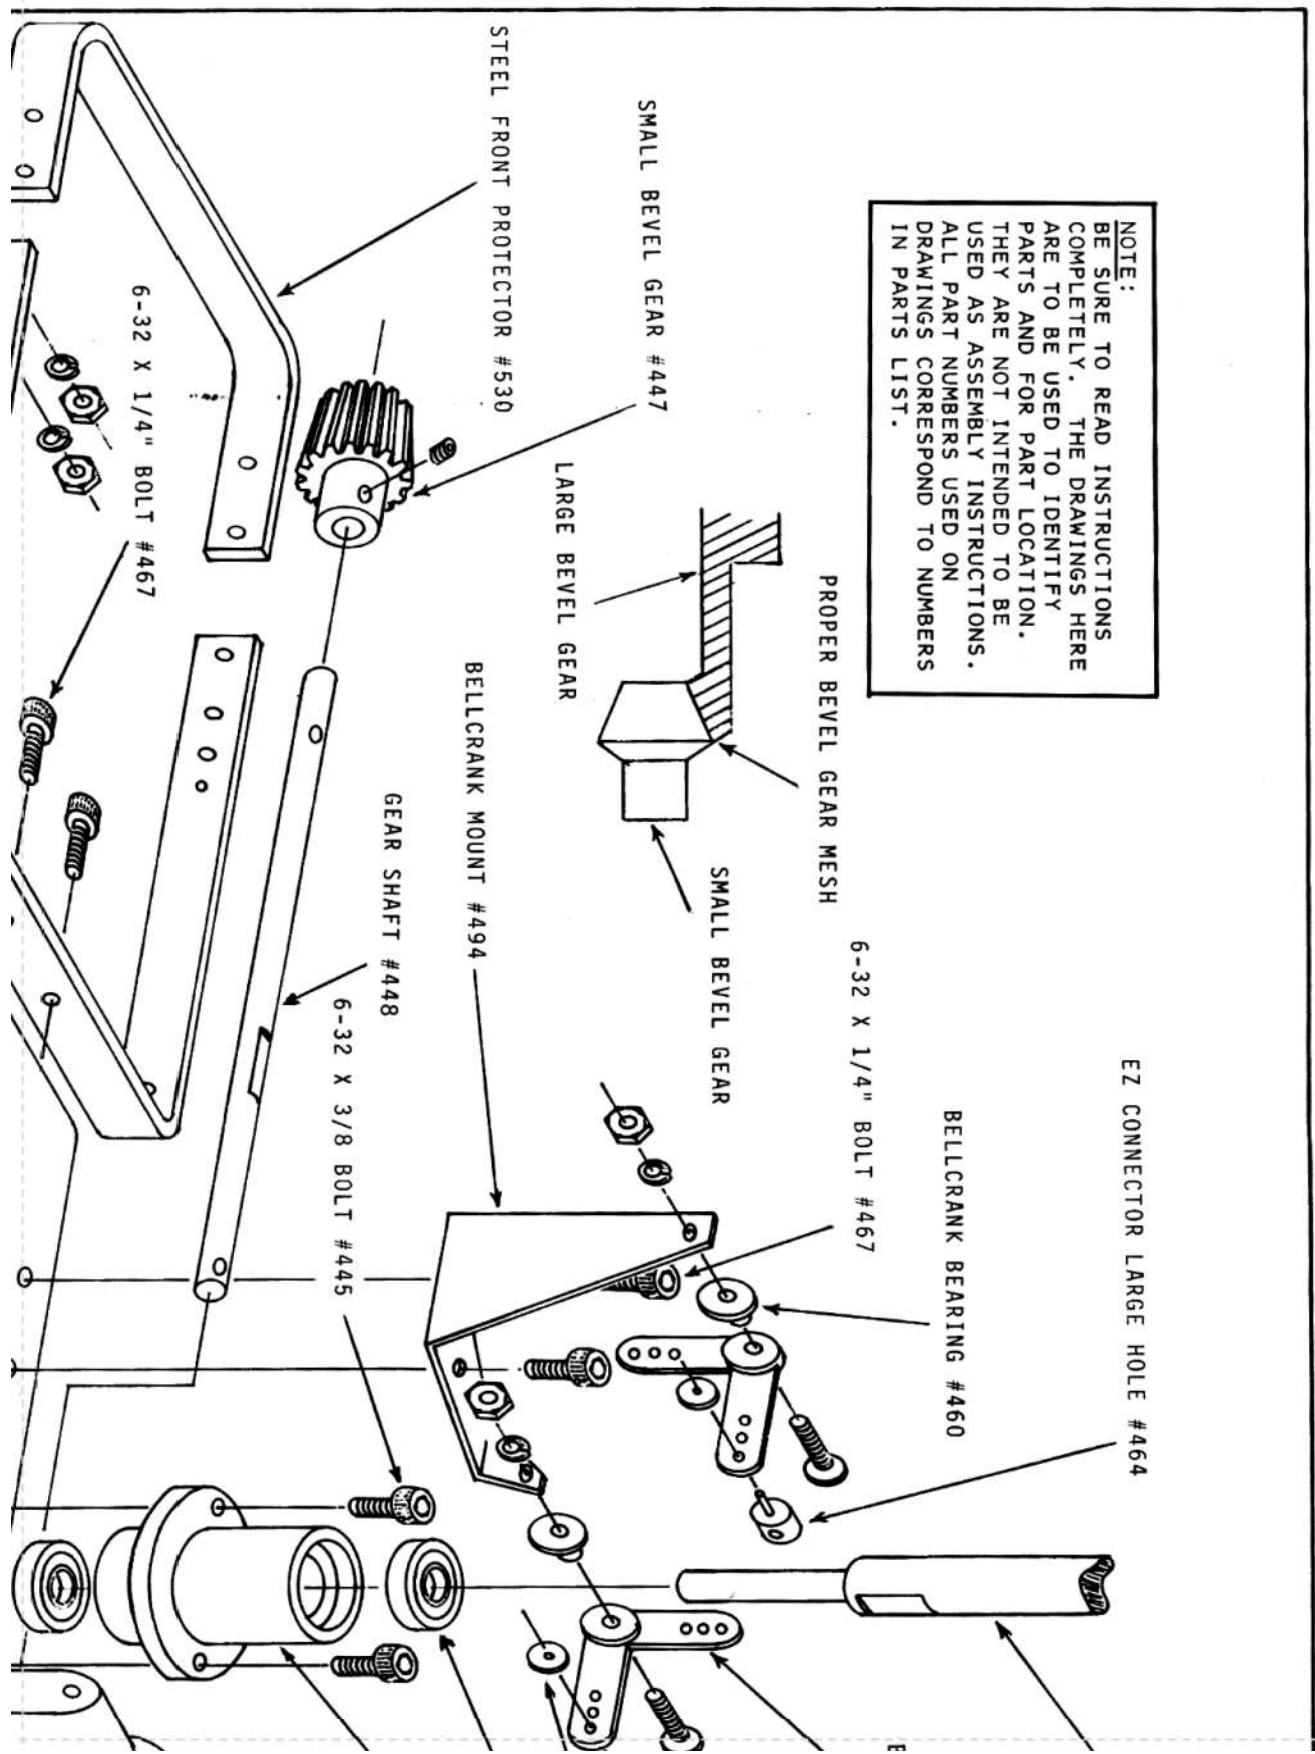 NOTE:
BE SURE TO READ INSTRUCTIONS
COMPLETELY. THE DRAWINGS HERE
ARE TO BE USED TO IDENTIFY
PARTS AND FOR PART LOCATION.
THEY ARE NOT INTENDED TO BE
USED AS ASSEMBLY INSTRUCTIONS.
ALL PART NUMBERS USED ON
DRAWINGS CORRESPOND TO NUMBERS
IN PARTS LIST.
EZ CONNECTOR LARGE HOLE #464
BELLCRANK BEARING #460
6-32 X 1/4" BOLT #467
PROPER BEVEL GEAR MESH
SMALL BEVEL GEAR
SMALL BEVEL GEAR #447
LARGE BEVEL GEAR
STEEL FRONT PROTECTOR #530
BELLCRANK MOUNT #494
GEAR SHAFT #448
6-32 X 3/8 BOLT #445
6-32 X 1/4" BOLT #467